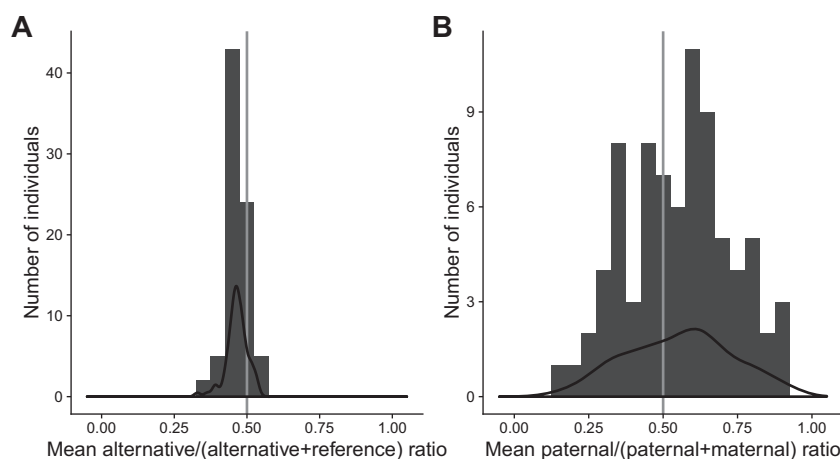 A
Number of individuals
40
30
20
10
0
0.00 0.25 0.50 0.75 1.00
Mean alternative/(alternative+reference) ratio
B
Number of individuals
9
6
3
0
0.00 0.25 0.50 0.75 1.00
Mean paternal/(paternal+maternal) ratio